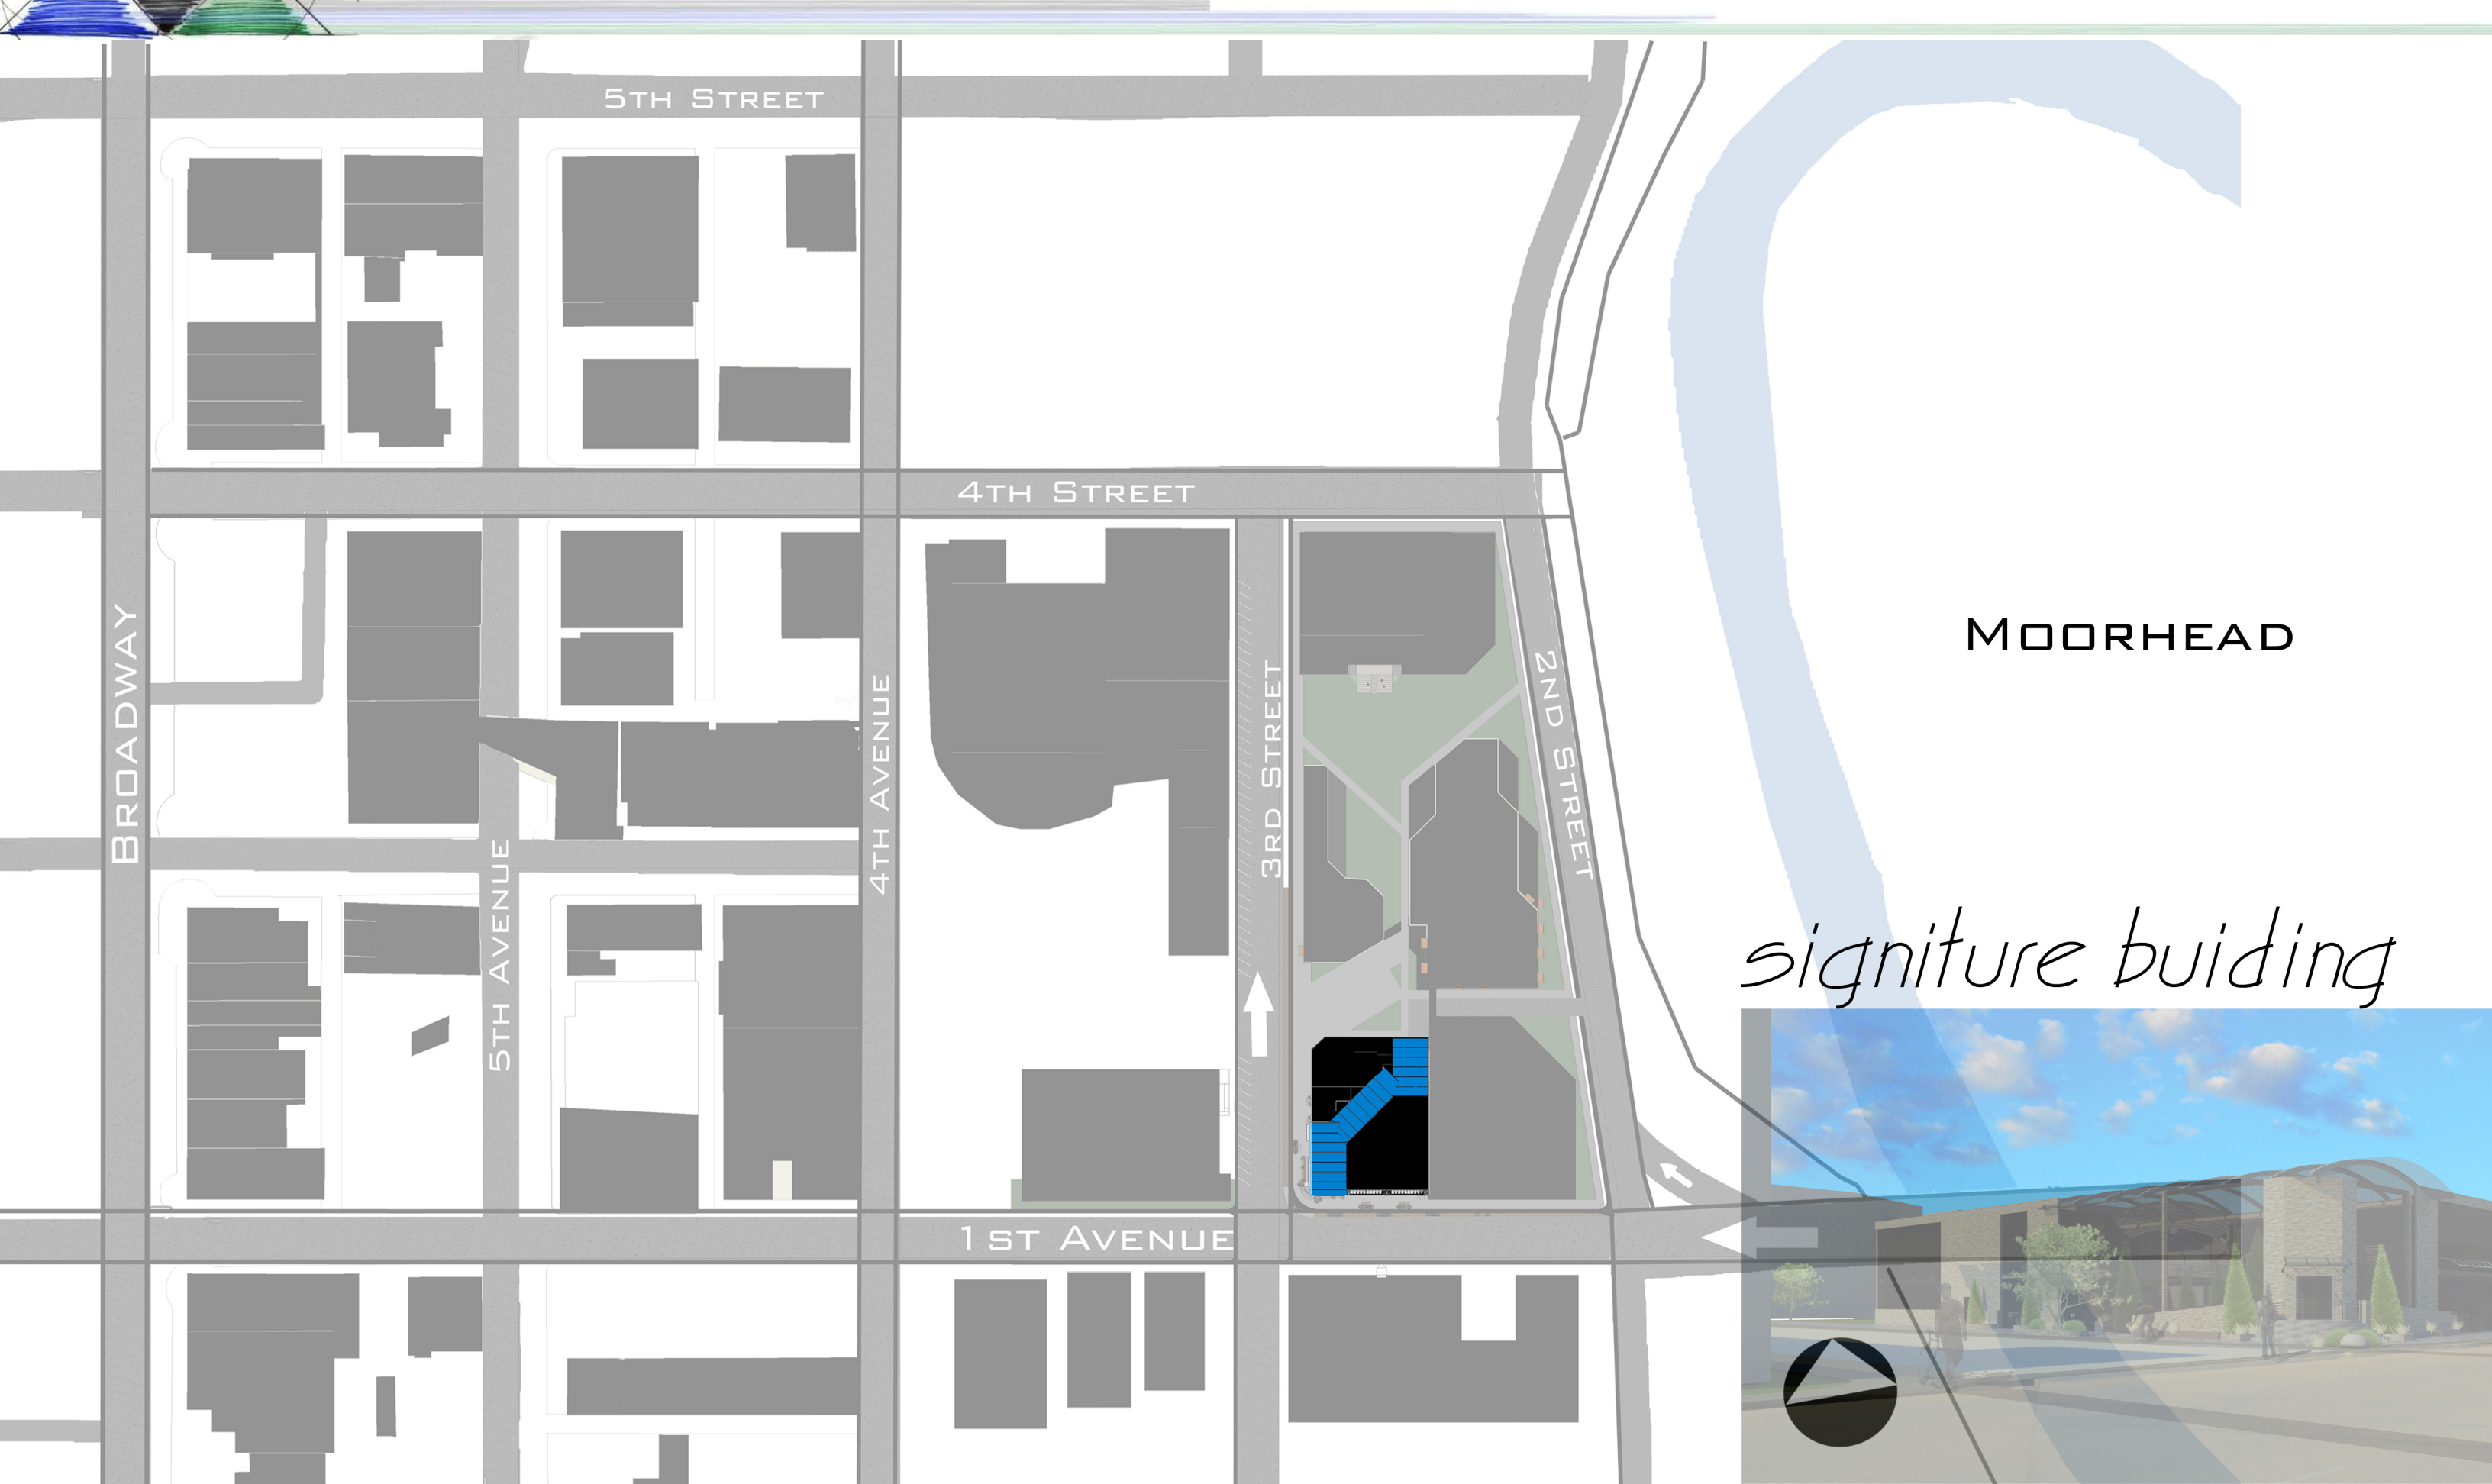 5TH STREET
4TH STREET
BROADWAY
5TH AVENUE
4TH AVENUE
3RD STREET
2ND STREET
MOORHEAD
signiture buiding
1ST AVENUE